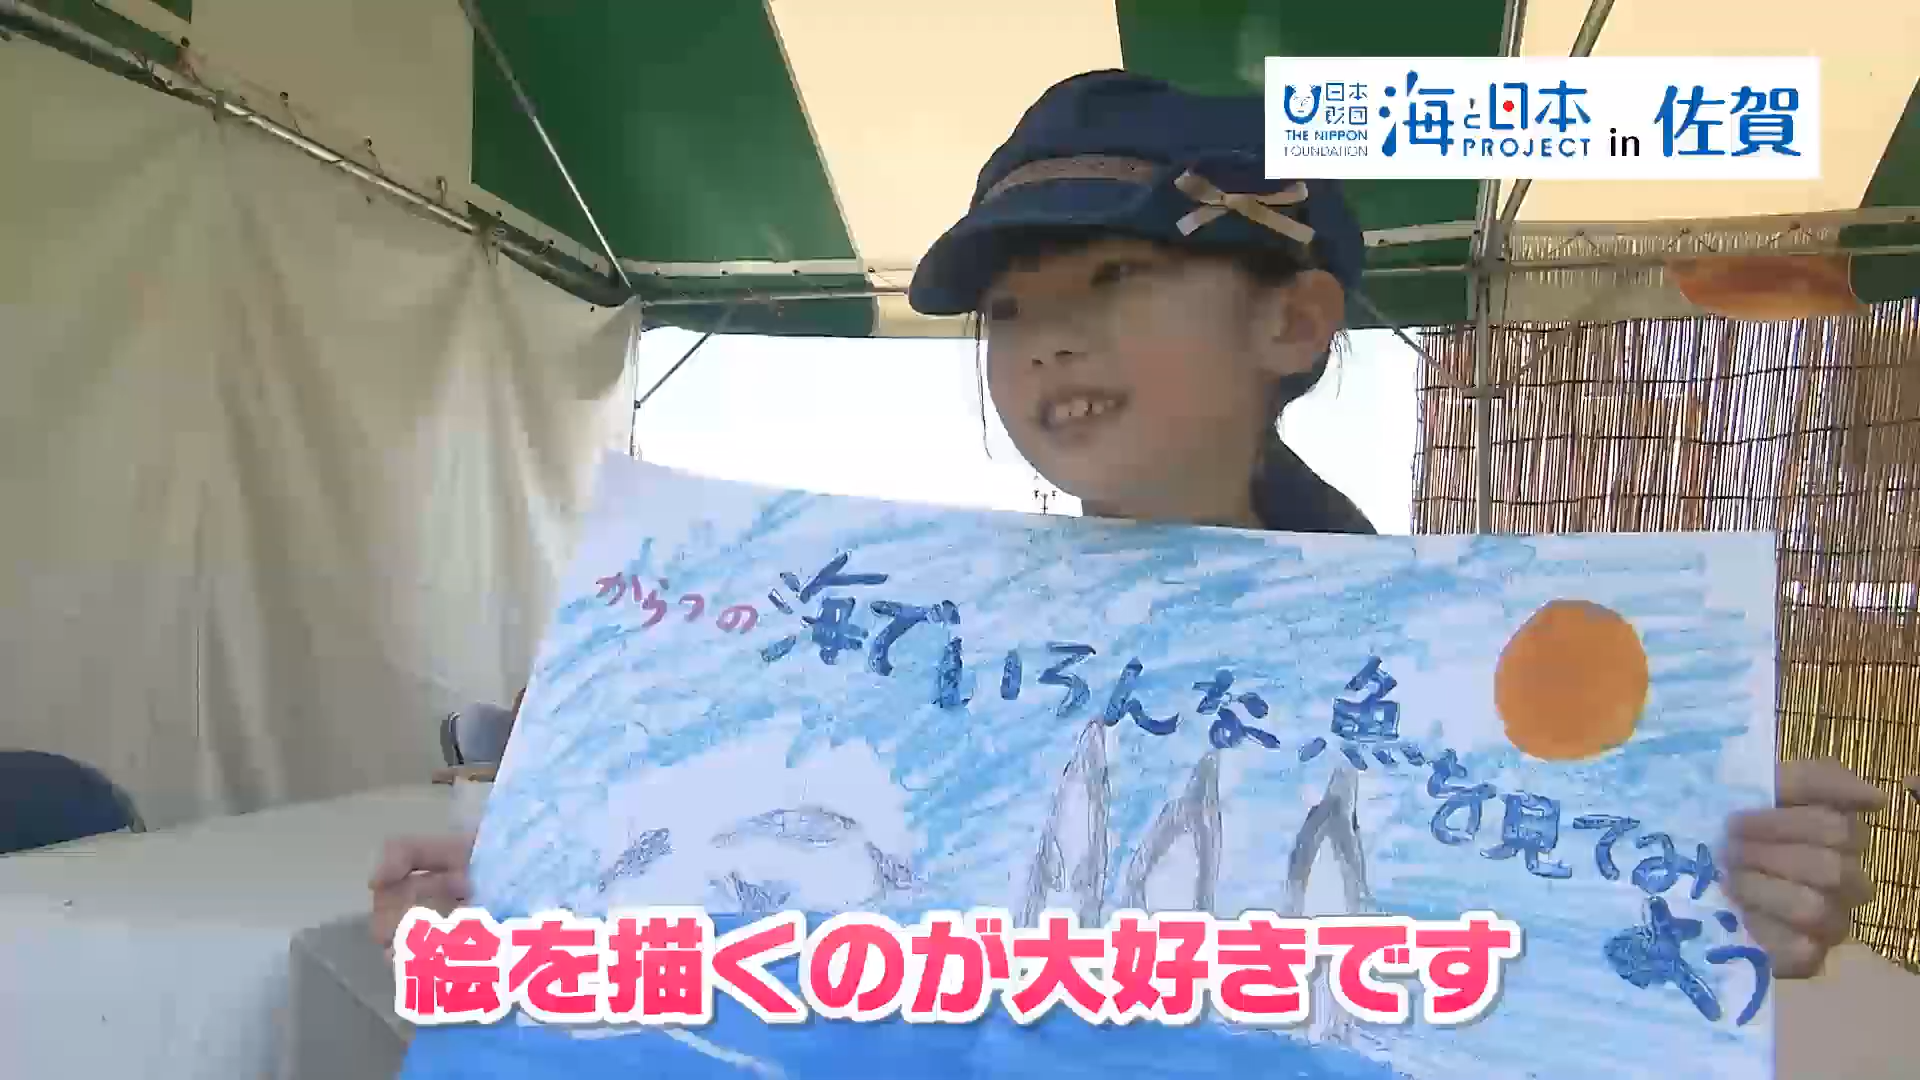 日本
財団
THE NIPPON
FOUNDATION
海と日本
PROJECT
in 佐賀
からつの海でいろんな魚を見てみ
よう
絵を描くのが大好きです